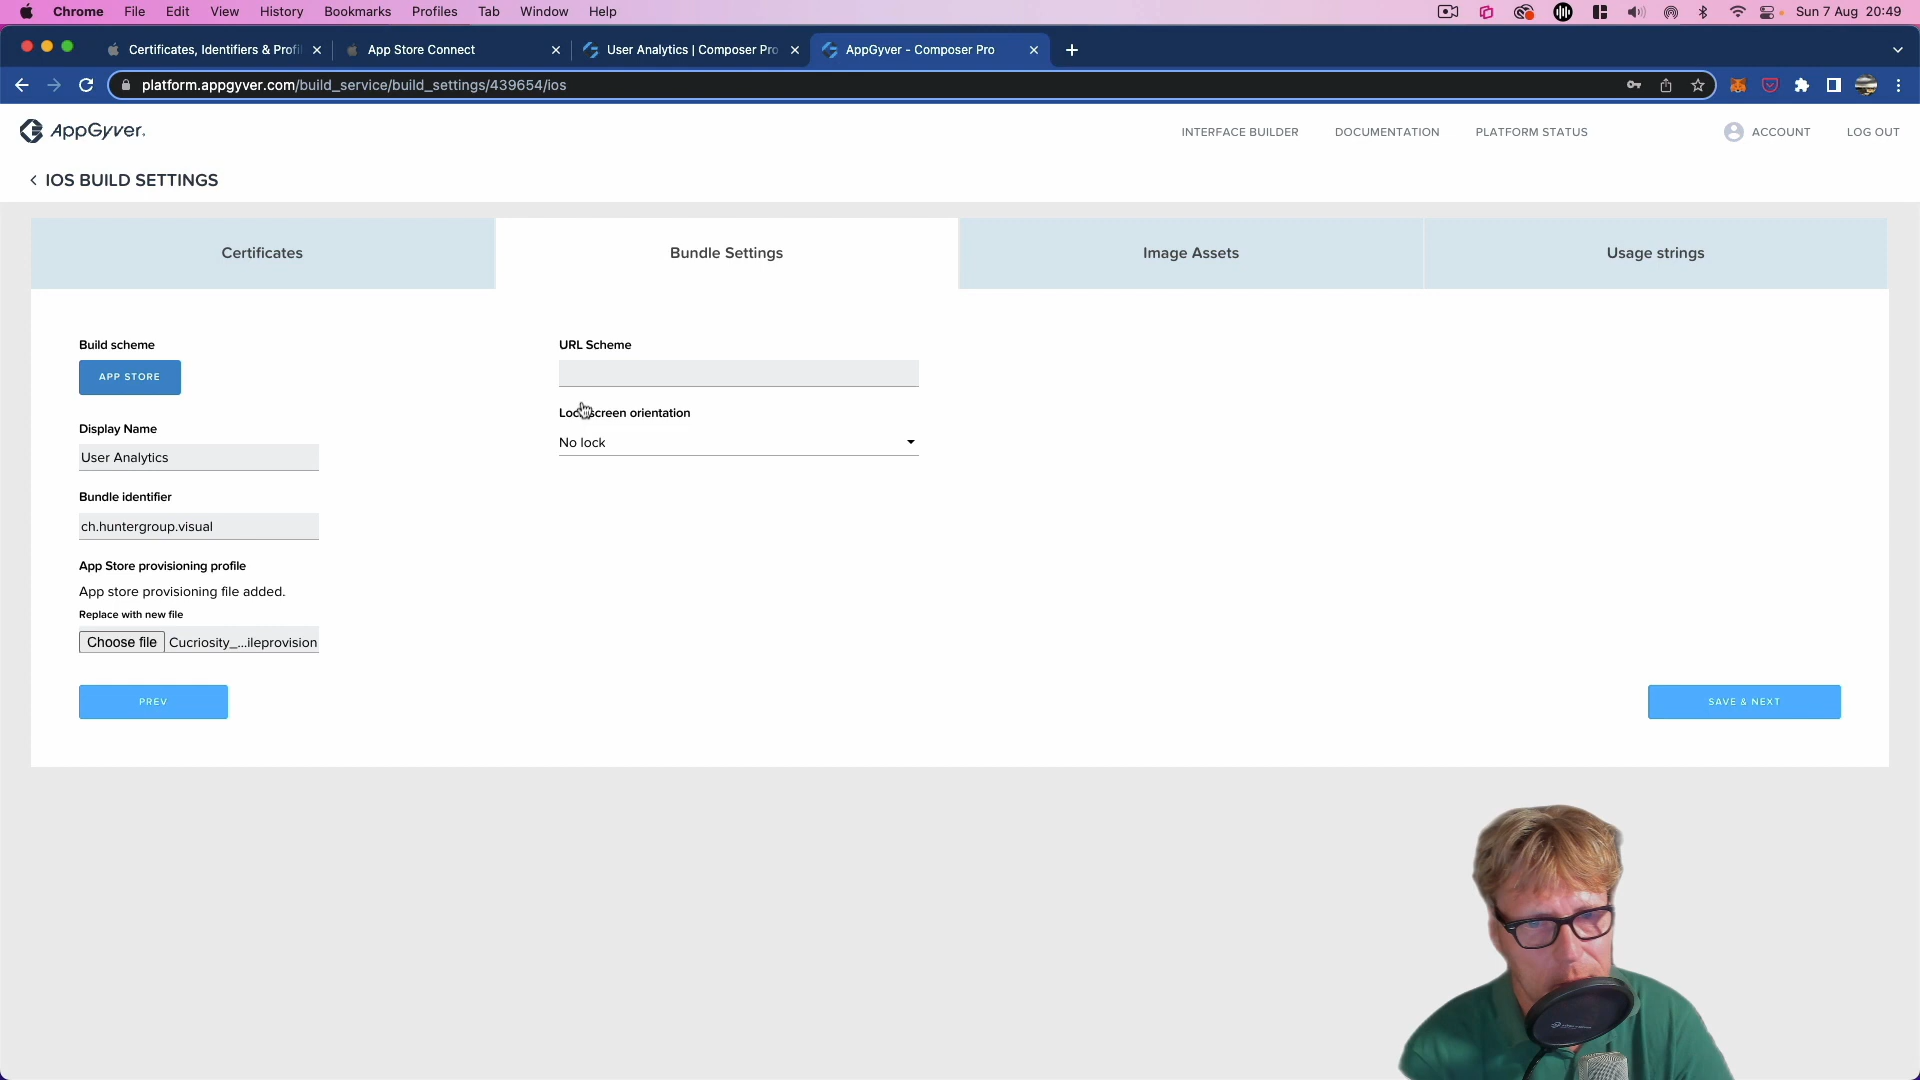 Chrome File Edit View History Bookmarks Profiles Tab Window Help Sun 7 Aug 20:49
Certificates, Identifiers & Profi App Store Connect User Analytics | Composer Pro AppGyver - Composer Pro
platform.appgyver.com/build_service/build_settings/439654/ios
AppGyver. INTERFACE BUILDER DOCUMENTATION PLATFORM STATUS ACCOUNT LOG OUT
< IOS BUILD SETTINGS
Certificates Bundle Settings Image Assets Usage strings
Build scheme
APP STORE
Display Name
User Analytics
Bundle identifier
ch.huntergroup.visual
App Store provisioning profile
App store provisioning file added.
Replace with new file
Choose file Cucriosity_...ileprovision
PREV
URL Scheme
screen orientation
No lock
SAVE & NEXT